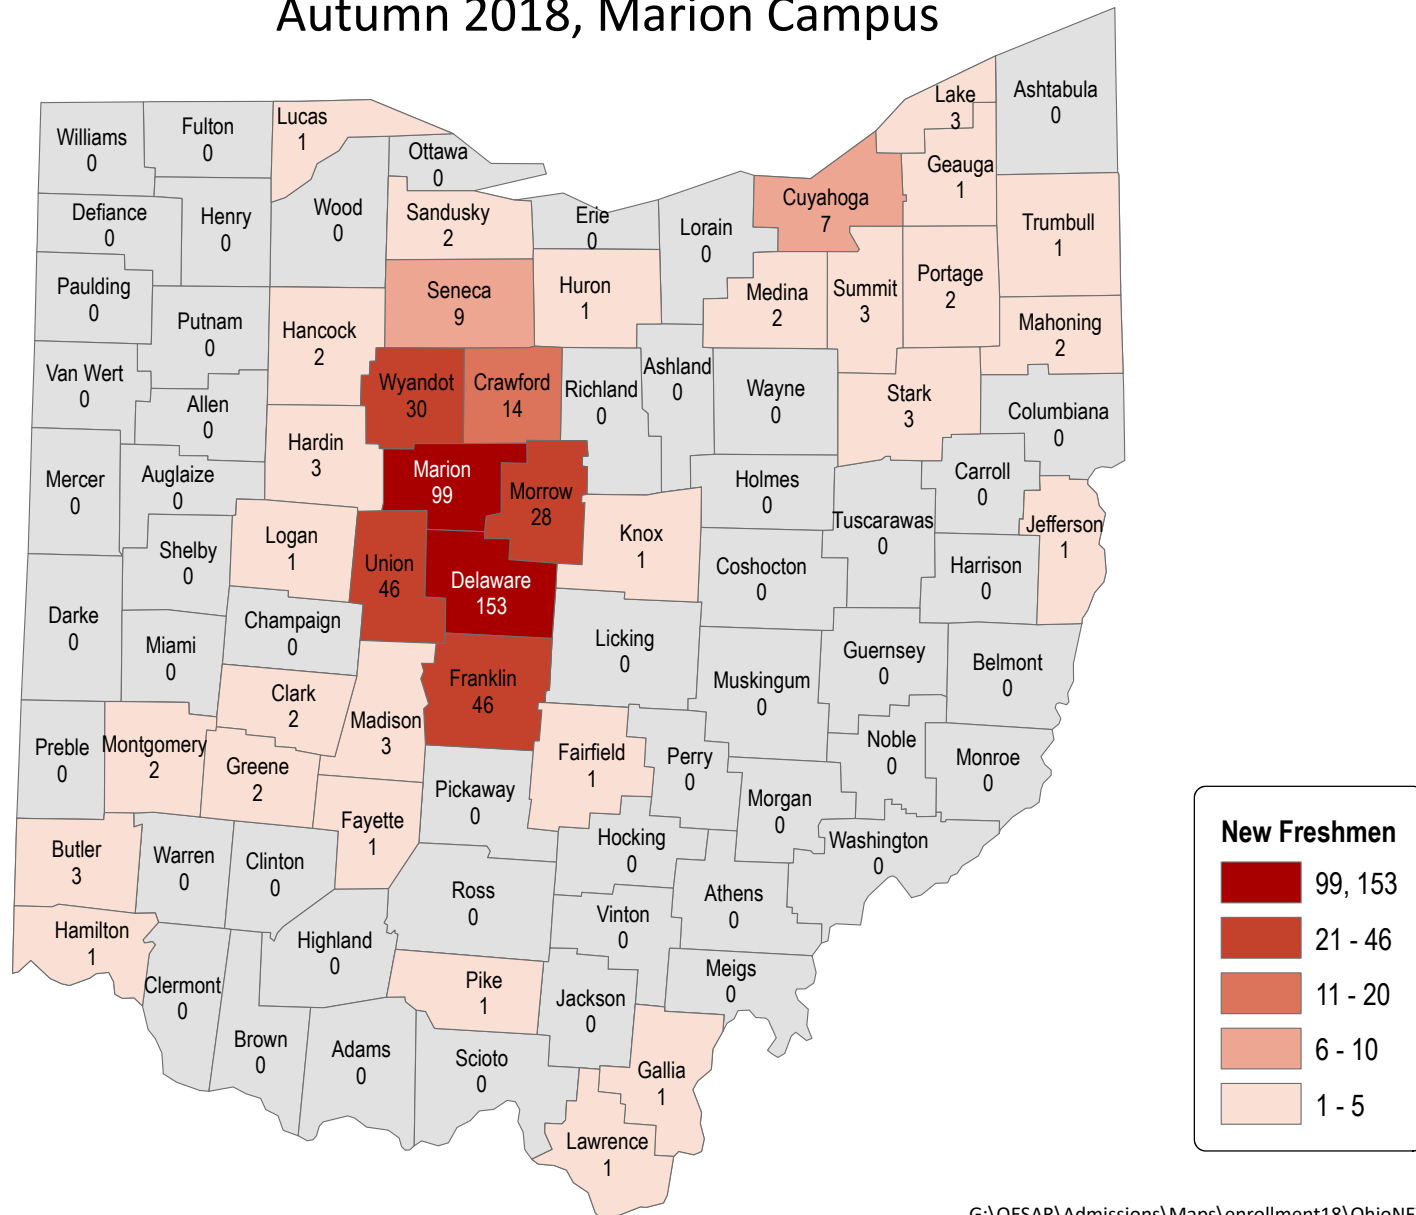 Autumn 2018, Marion Campus
Williams
0
Fulton
0
Lucas
1
Ottawa
0
Lake
3
Ashtabula
0
Defiance
0
Henry
0
Wood
0
Sandusky
2
Erie
0
Lorain
0
Cuyahoga
7
Geauga
1
Trumbull
1
Paulding
0
Putnam
0
Hancock
2
Seneca
9
Huron
1
Medina
2
Summit
3
Portage
2
Mahoning
2
Van Wert
0
Allen
0
Wyandot
30
Crawford
14
Richland
0
Ashland
0
Wayne
0
Stark
3
Columbiana
0
Mercer
0
Auglaize
0
Hardin
3
Marion
99
Morrow
28
Holmes
0
Carroll
0
Tuscarawas
0
Jefferson
1
Shelby
0
Logan
1
Union
46
Delaware
153
Knox
1
Coshocton
0
Harrison
0
Darke
0
Miami
0
Champaign
0
Licking
0
Guernsey
0
Belmont
0
Clark
2
Madison
3
Franklin
46
Muskingum
0
Preble
0
Montgomery
2
Greene
2
Fairfield
1
Perry
0
Noble
0
Monroe
0
Fayette
1
Pickaway
0
Morgan
0
Butler
3
Warren
0
Clinton
0
Hocking
0
Washington
0
Ross
0
Athens
0
Hamilton
1
Highland
0
Vinton
0
Clermont
0
Pike
1
Jackson
0
Meigs
0
Brown
0
Adams
0
Scioto
0
Gallia
1
Lawrence
1
New Freshmen
99, 153
21 - 46
11 - 20
6 - 10
1 - 5